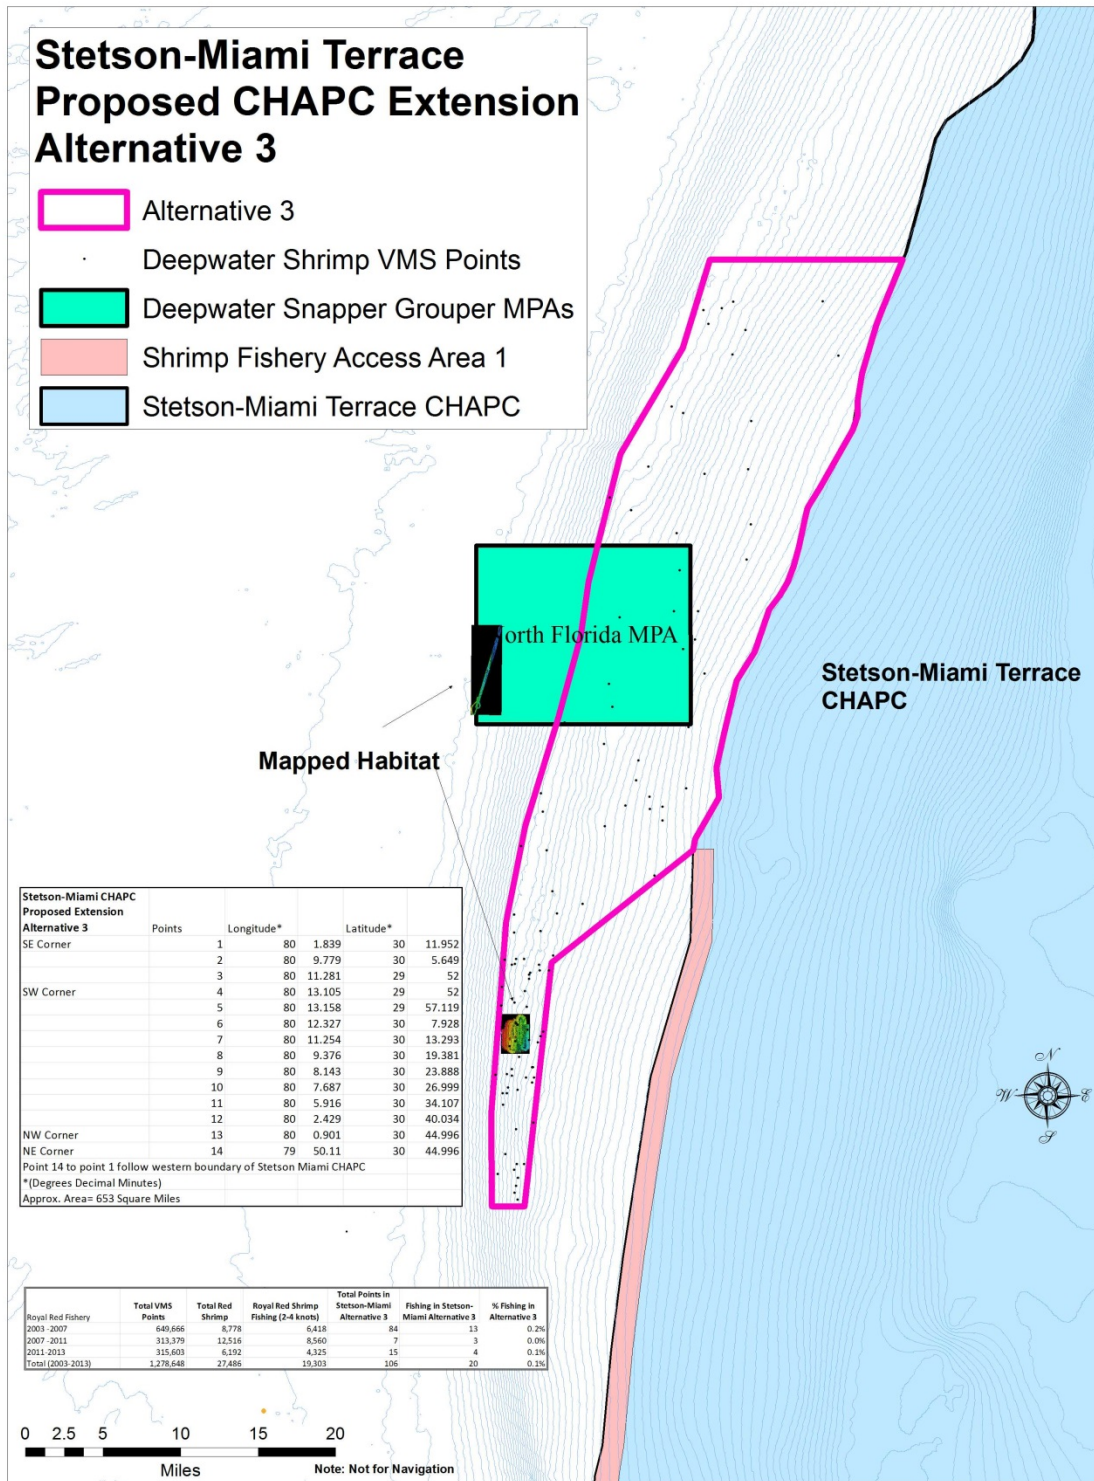 Stetson-Miami Terrace
Proposed CHAPC Extension
Alternative 3
Alternative 3
Deepwater Shrimp VMS Points
Deepwater Snapper Grouper MPAs
Shrimp Fishery Access Area 1
Stetson-Miami Terrace CHAPC
orth Florida MPA
Stetson-Miami Terrace
CHAPC
Mapped Habitat
Stetson-Miami CHAPC
Proposed Extension
Alternative 3 Points Longitude* Latitude*
SE Corner 1 80 1.839 30 11.952
2 80 9.779 30 5.649
3 80 11.281 29 52
SW Corner 4 80 13.105 29 52
5 80 13.158 29 57.119
6 80 12.327 30 7.928
7 80 11.254 30 13.293
8 80 9.376 30 19.381
9 80 8.143 30 23.888
10 80 7.687 30 26.999
11 80 5.916 30 34.107
12 80 2.429 30 40.034
NW Corner 13 80 0.901 30 44.996
NE Corner 14 79 50.11 30 44.996
Point 14 to point 1 follow western boundary of Stetson Miami CHAPC
*(Degrees Decimal Minutes)
Approx. Area= 653 Square Miles
N
W E
S
Royal Red Fishery Total VMS Points Total Red Shrimp Royal Red Shrimp Fishing (2-4 knots) Total Points in Stetson-Miami Alternative 3 Fishing in Stetson-Miami Alternative 3 % Fishing in Alternative 3
2003 -2007 649,666 8,778 6,418 84 13 0.2%
2007 -2011 313,379 12,516 8,560 7 3 0.0%
2011-2013 315,603 6,192 4,325 15 4 0.1%
Total (2003-2013) 1,278,648 27,486 19,303 106 20 0.1%
0 2.5 5 10 15 20
Miles
Note: Not for Navigation